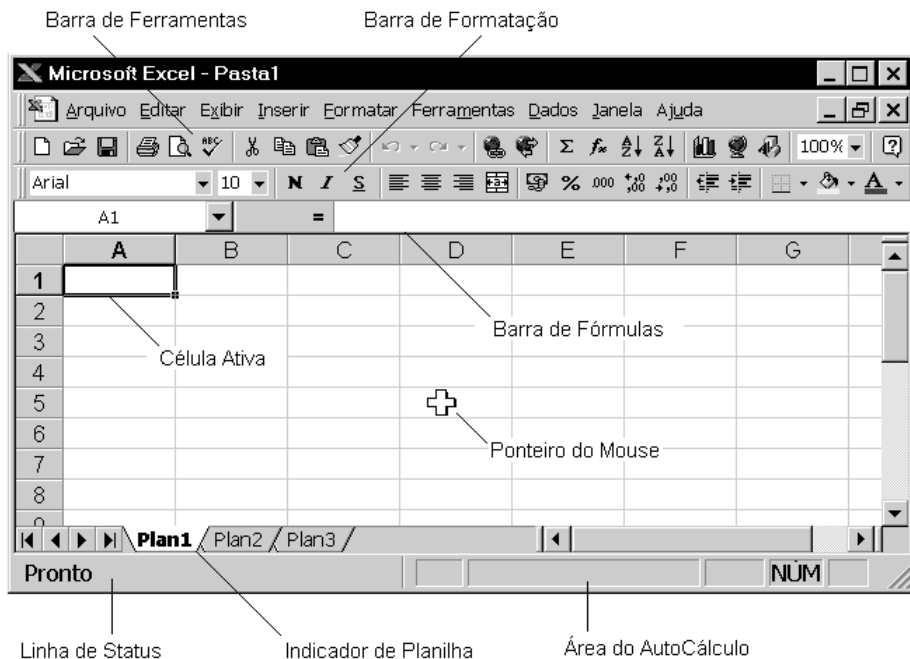 Barra de Ferramentas Barra de Formatação
Microsoft Excel - Pasta1
Arquivo Editar Exibir Inserir Formatar Ferramentas Dados Janela Ajuda
100%
Arial 10 N I S % .000
A1 =
A B C D E F G
1
2
3 Barra de Fórmulas
4 Célula Ativa
5
6
7 Ponteiro do Mouse
8
Plan1 Plan2 Plan3
Pronto NÚM
Linha de Status Indicador de Planilha Área do AutoCálculo